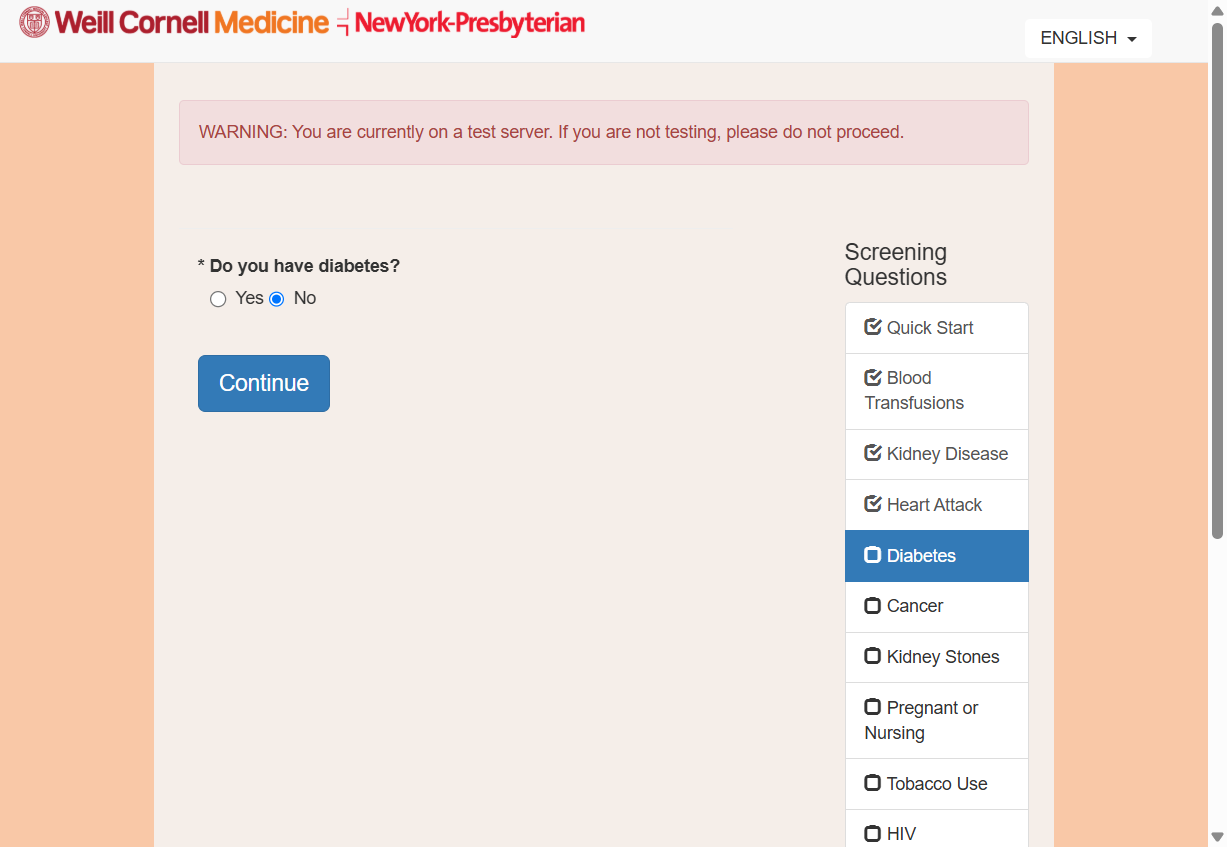 Weill Cornell Medicine NewYork-Presbyterian
ENGLISH
WARNING: You are currently on a test server. If you are not testing, please do not proceed.
* Do you have diabetes?
Yes No
Continue
Screening
Questions
Quick Start
Blood
Transfusions
Kidney Disease
Heart Attack
Diabetes
Cancer
Kidney Stones
Pregnant or
Nursing
Tobacco Use
HIV